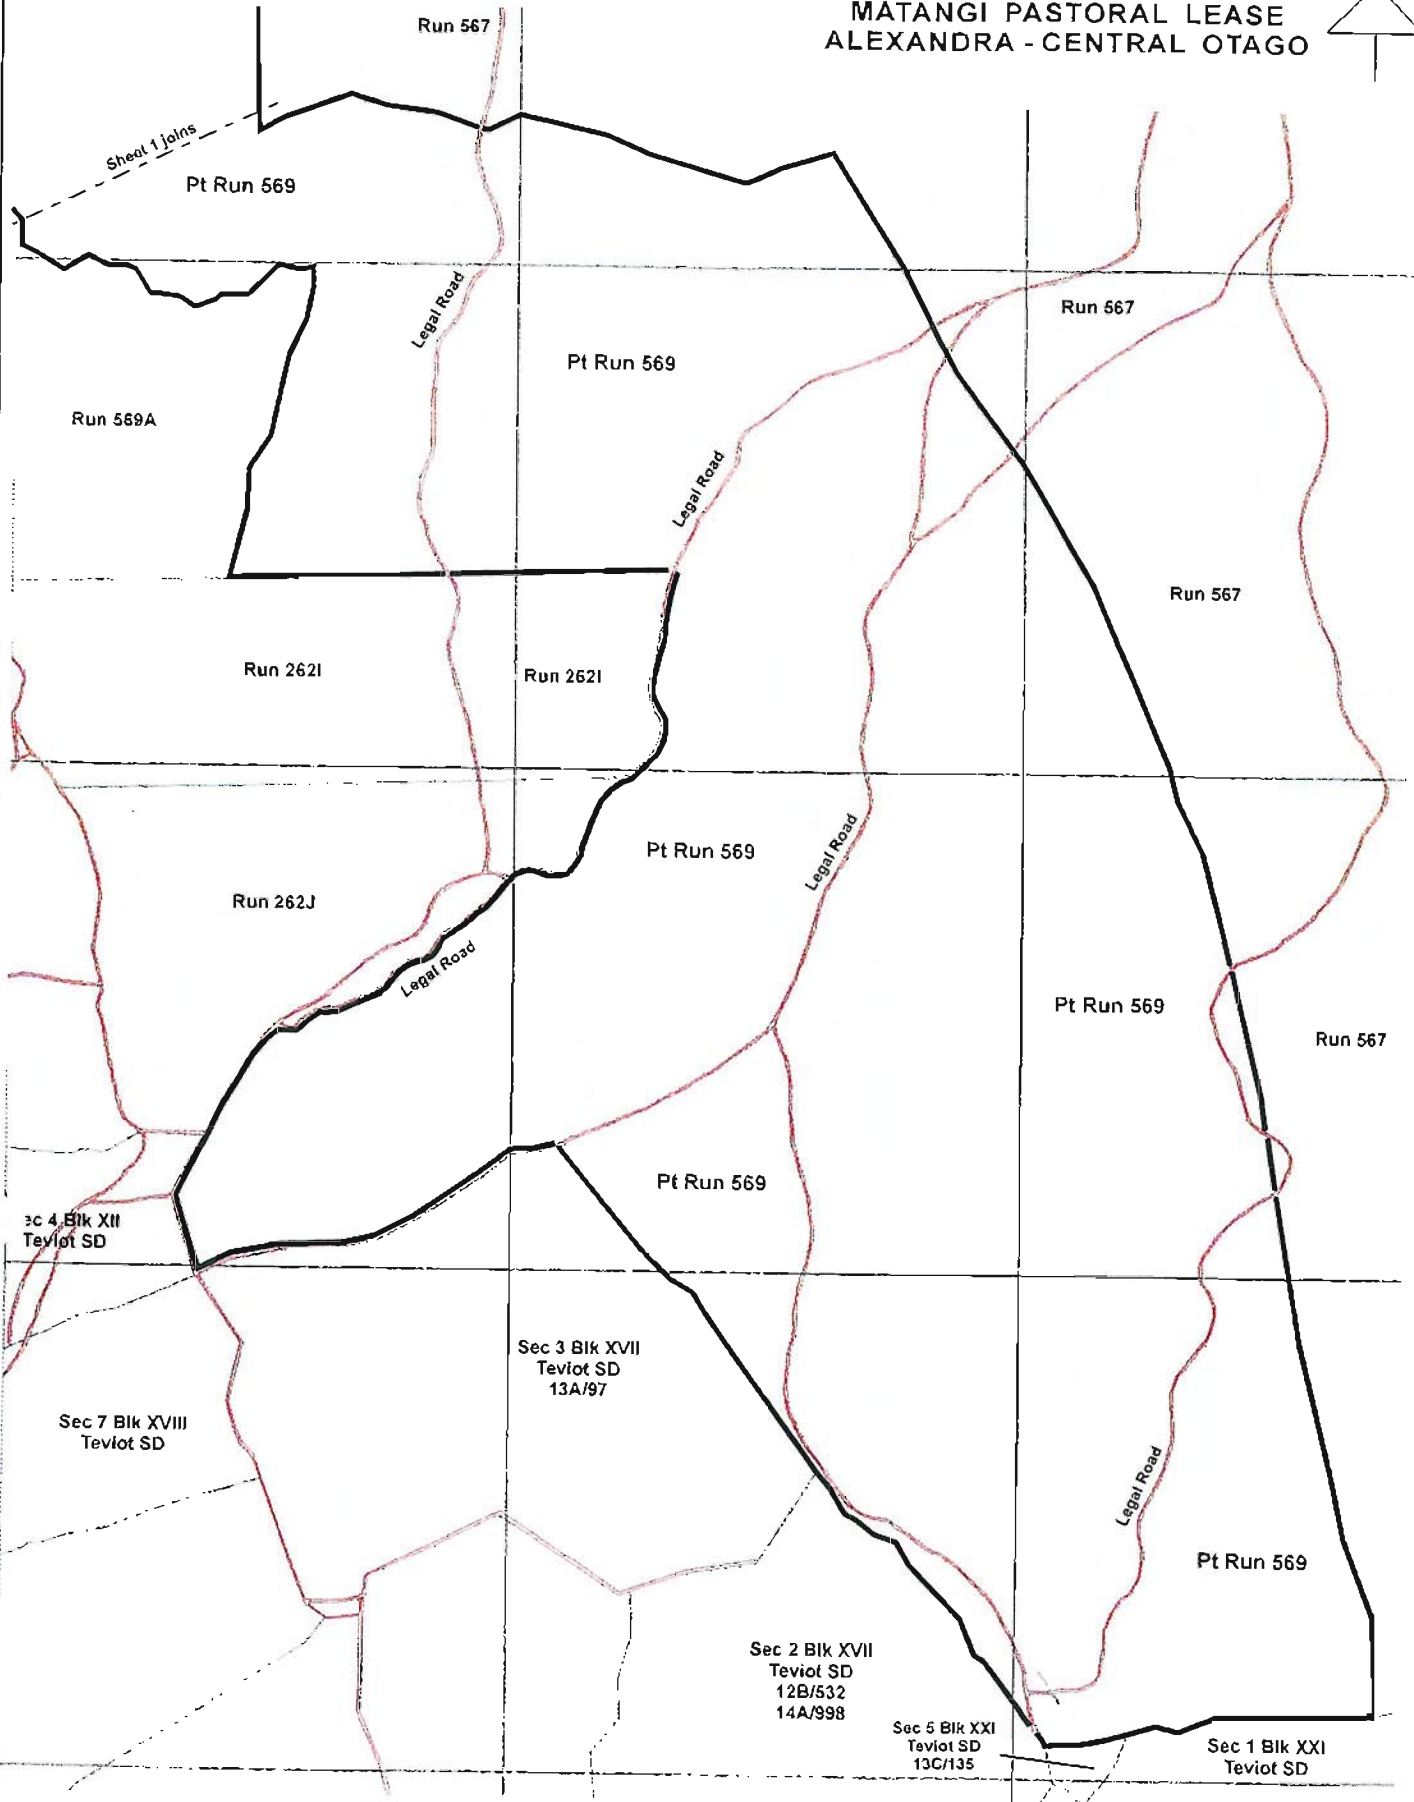 MATANGI PASTORAL LEASE
ALEXANDRA - CENTRAL OTAGO
Run 567
Sheet 1 joins
Pt Run 569
Legal Road
Run 567
Pt Run 569
Run 569A
Legal Road
Run 567
Run 262I
Run 262I
Legal Road
Pt Run 569
Run 262J
Legal Road
Pt Run 569
Run 567
Pt Run 569
ec 4 Blk XII
Teviot SD
Sec 3 Blk XVII
Teviot SD
13A/97
Sec 7 Blk XVIII
Teviot SD
Legal Road
Pt Run 569
Sec 2 Blk XVII
Teviot SD
12B/532
14A/998
Sec 5 Blk XXI
Teviot SD
13C/135
Sec 1 Blk XXI
Teviot SD